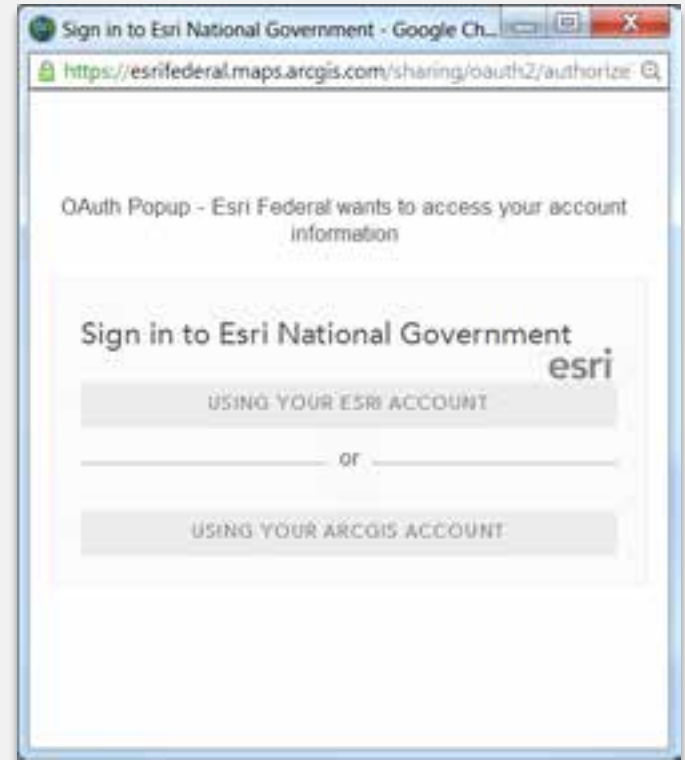 Sign in to Esri National Government - Google Ch...
https://esrifederal.maps.arcgis.com/sharing/oauth2/authorize
OAuth Popup - Esri Federal wants to access your account
information
Sign in to Esri National Government
esri
USING YOUR ESRI ACCOUNT
or
USING YOUR ARCGIS ACCOUNT